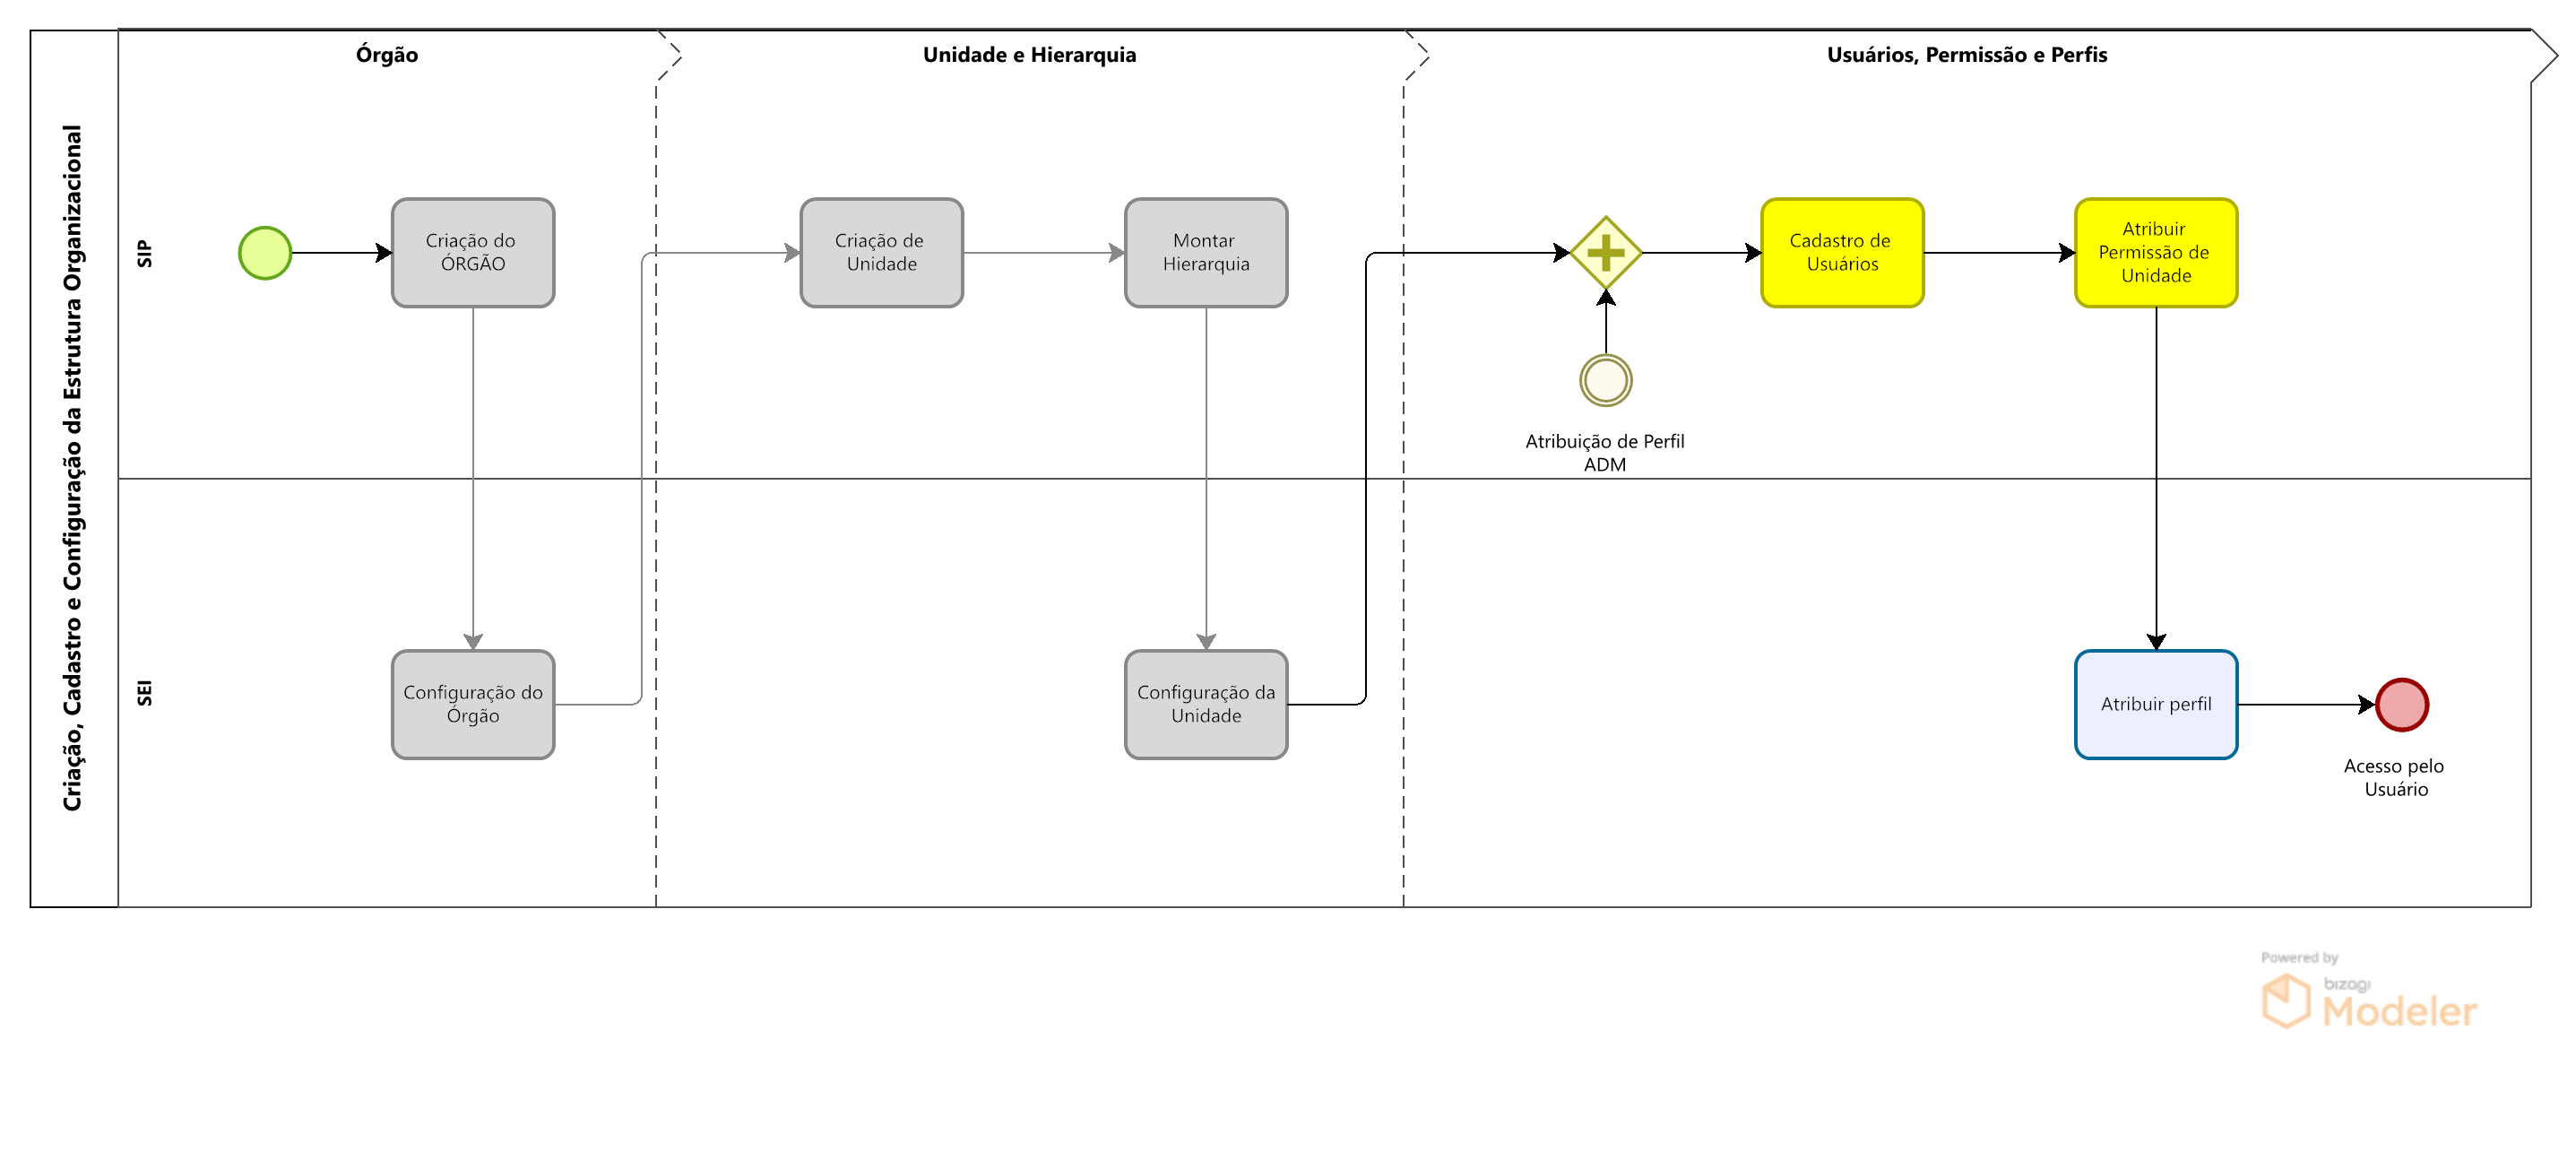 Criação, Cadastro e Configuração da Estrutura Organizacional
Órgão
Unidade e Hierarquia
Usuários, Permissão e Perfis
SIP
Criação do
ÓRGÃO
Criação de
Unidade
Montar
Hierarquia
Cadastro de
Usuários
Atribuir
Permissão de
Unidade
Atribuição de Perfil
ADM
SEI
Configuração do
Órgão
Configuração da
Unidade
Atribuir perfil
Acesso pelo
Usuário
Powered by
bizagi
Modeler